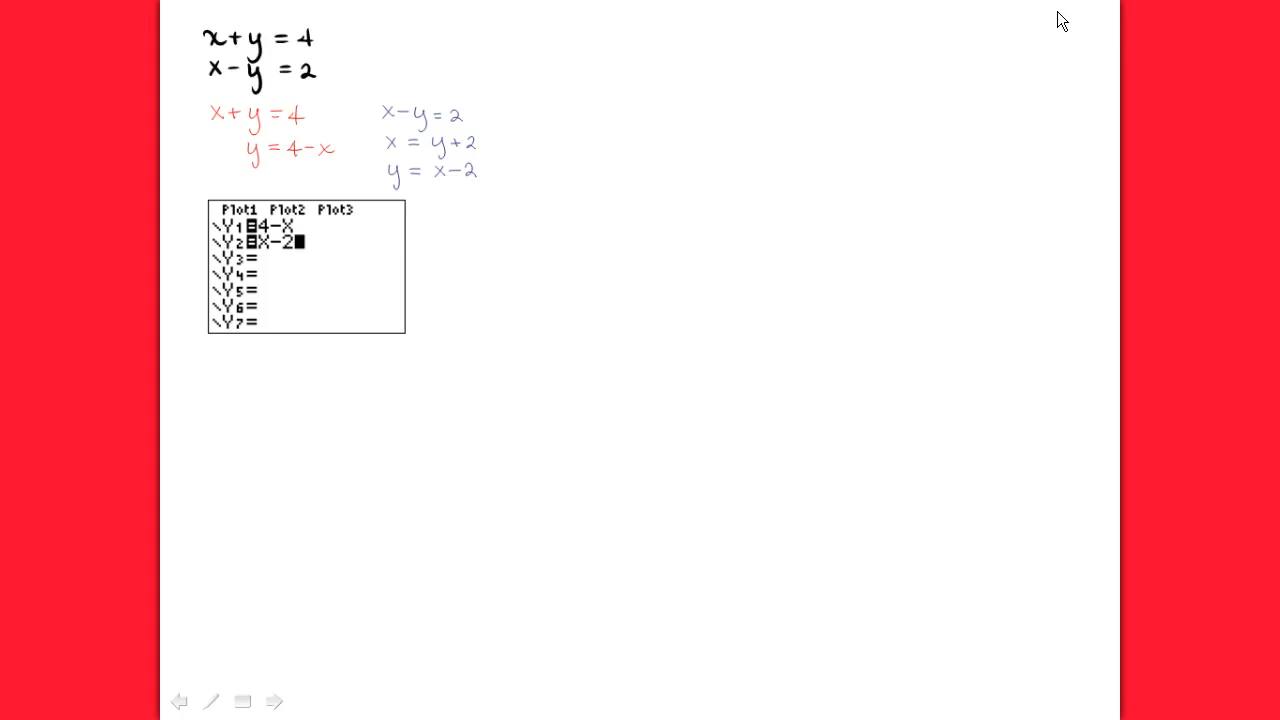 x+y = 4
x-y = 2
x+y = 4
y = 4-x
x-y = 2
x = y+2
y = x-2
Plot1 Plot2 Plot3
\Y1=4-X
\Y2=X-2
\Y3=
\Y4=
\Y5=
\Y6=
\Y7=